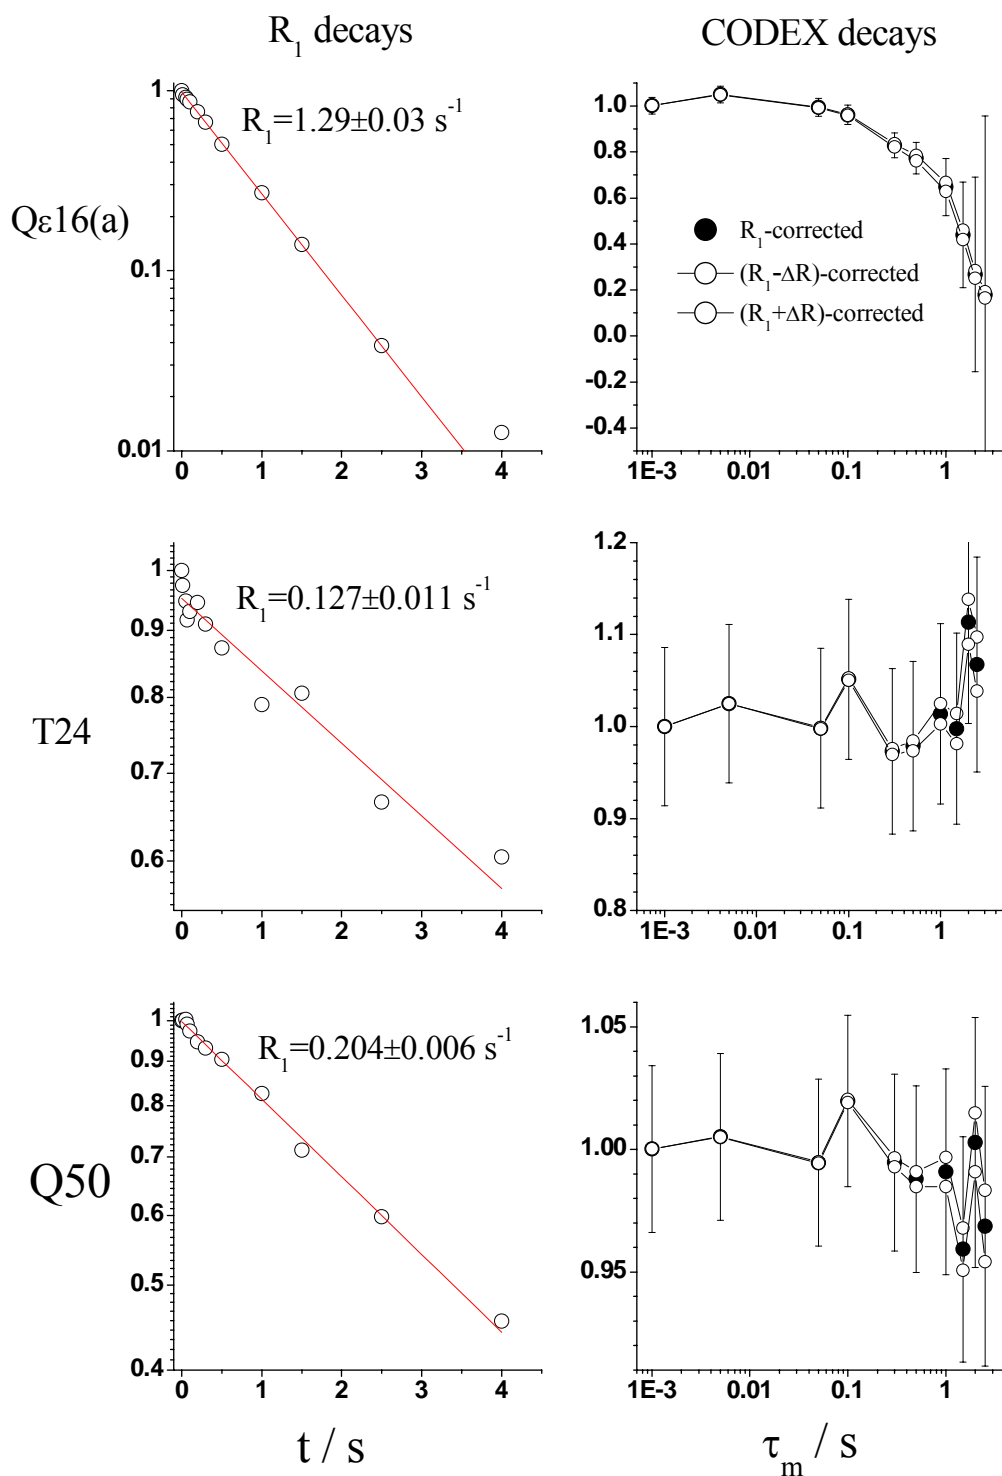 R1 decays
CODEX decays
Qε16(a)
1
0.1
0.01
R1=1.29±0.03 s-1
0 1 2 3 4
1.0
0.8
0.6
0.4
0.2
0.0
-0.2
-0.4
R1-corrected
(R1-ΔR)-corrected
(R1+ΔR)-corrected
1E-3 0.01 0.1 1
T24
1
0.9
0.8
0.7
0.6
R1=0.127±0.011 s-1
0 1 2 3 4
1.2
1.1
1.0
0.9
0.8
1E-3 0.01 0.1 1
Q50
1
0.9
0.8
0.7
0.6
0.5
0.4
R1=0.204±0.006 s-1
0 1 2 3 4
1.05
1.00
0.95
1E-3 0.01 0.1 1
t / s
τm / s